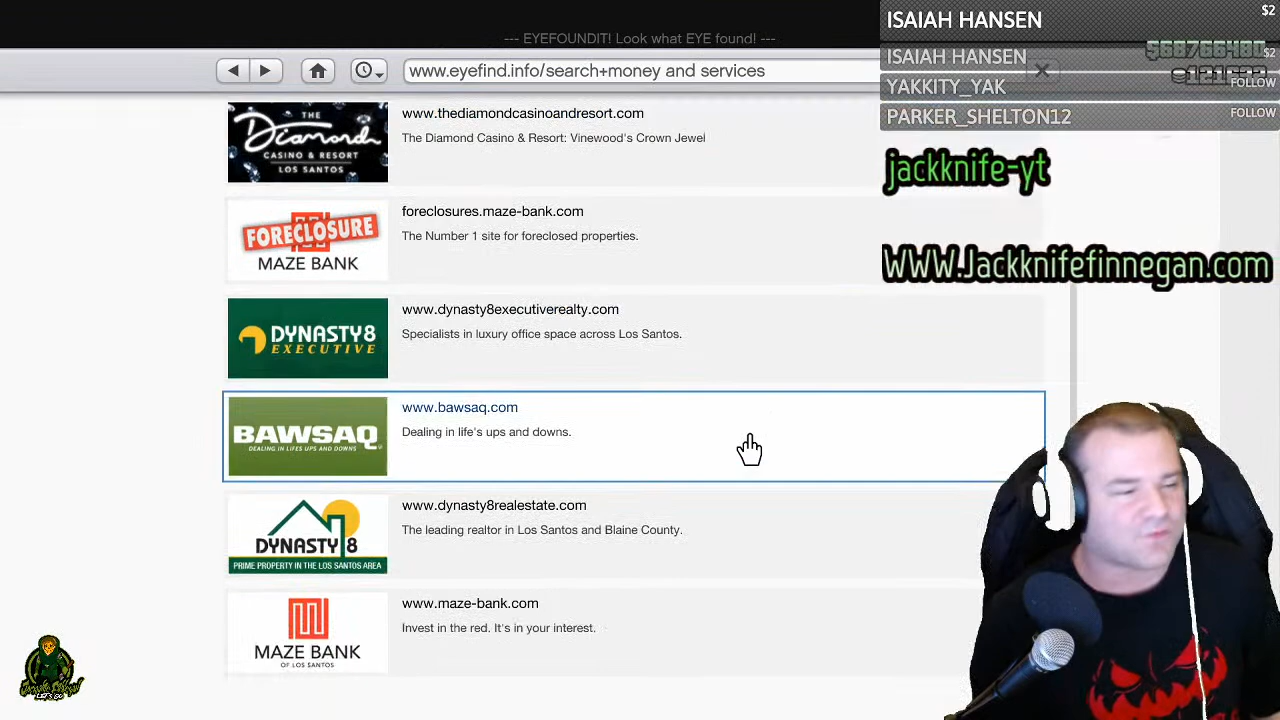 --- EYEFOUNDIT! Look what EYE found! ---
ISAIAH HANSEN $2
ISAIAH HANSEN $2
YAKKITY_YAK FOLLOW
PARKER_SHELTON12 FOLLOW
jackknife-yt
WWW.Jackknifefinnegan.com
www.eyefind.info/search+money and services
THE
Diamond
CASINO & RESORT
LOS SANTOS
www.thediamondcasinoandresort.com
The Diamond Casino & Resort: Vinewood's Crown Jewel
FORECLOSURE
MAZE BANK
foreclosures.maze-bank.com
The Number 1 site for foreclosed properties.
DYNASTY8
EXECUTIVE
www.dynasty8executiverealty.com
Specialists in luxury office space across Los Santos.
BAWSAQ
DEALING IN LIFE'S UPS AND DOWNS
www.bawsaq.com
Dealing in life's ups and downs.
DYNASTY 8
PRIME PROPERTY IN THE LOS SANTOS AREA
www.dynasty8realestate.com
The leading realtor in Los Santos and Blaine County.
MAZE BANK
OF LOS SANTOS
www.maze-bank.com
Invest in the red. It's in your interest.
LET'S GO